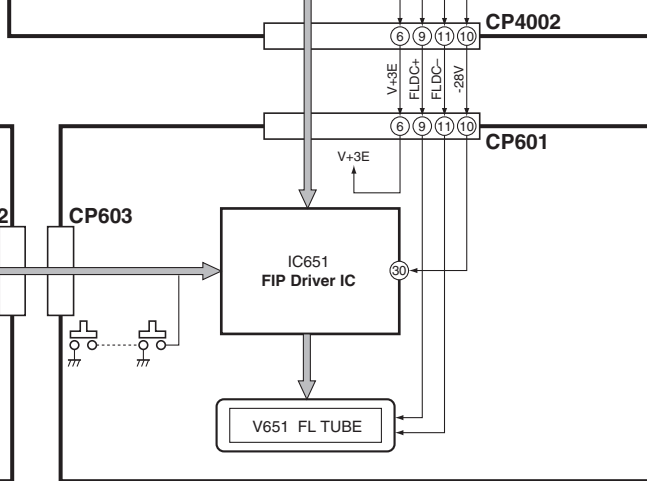 CP4002
6 9 11 10
V+3E
FLDC+
FLDC–
-28V
6 9 11 10
CP601
V+3E
2
CP603
IC651
FIP Driver IC
30
V651 FL TUBE